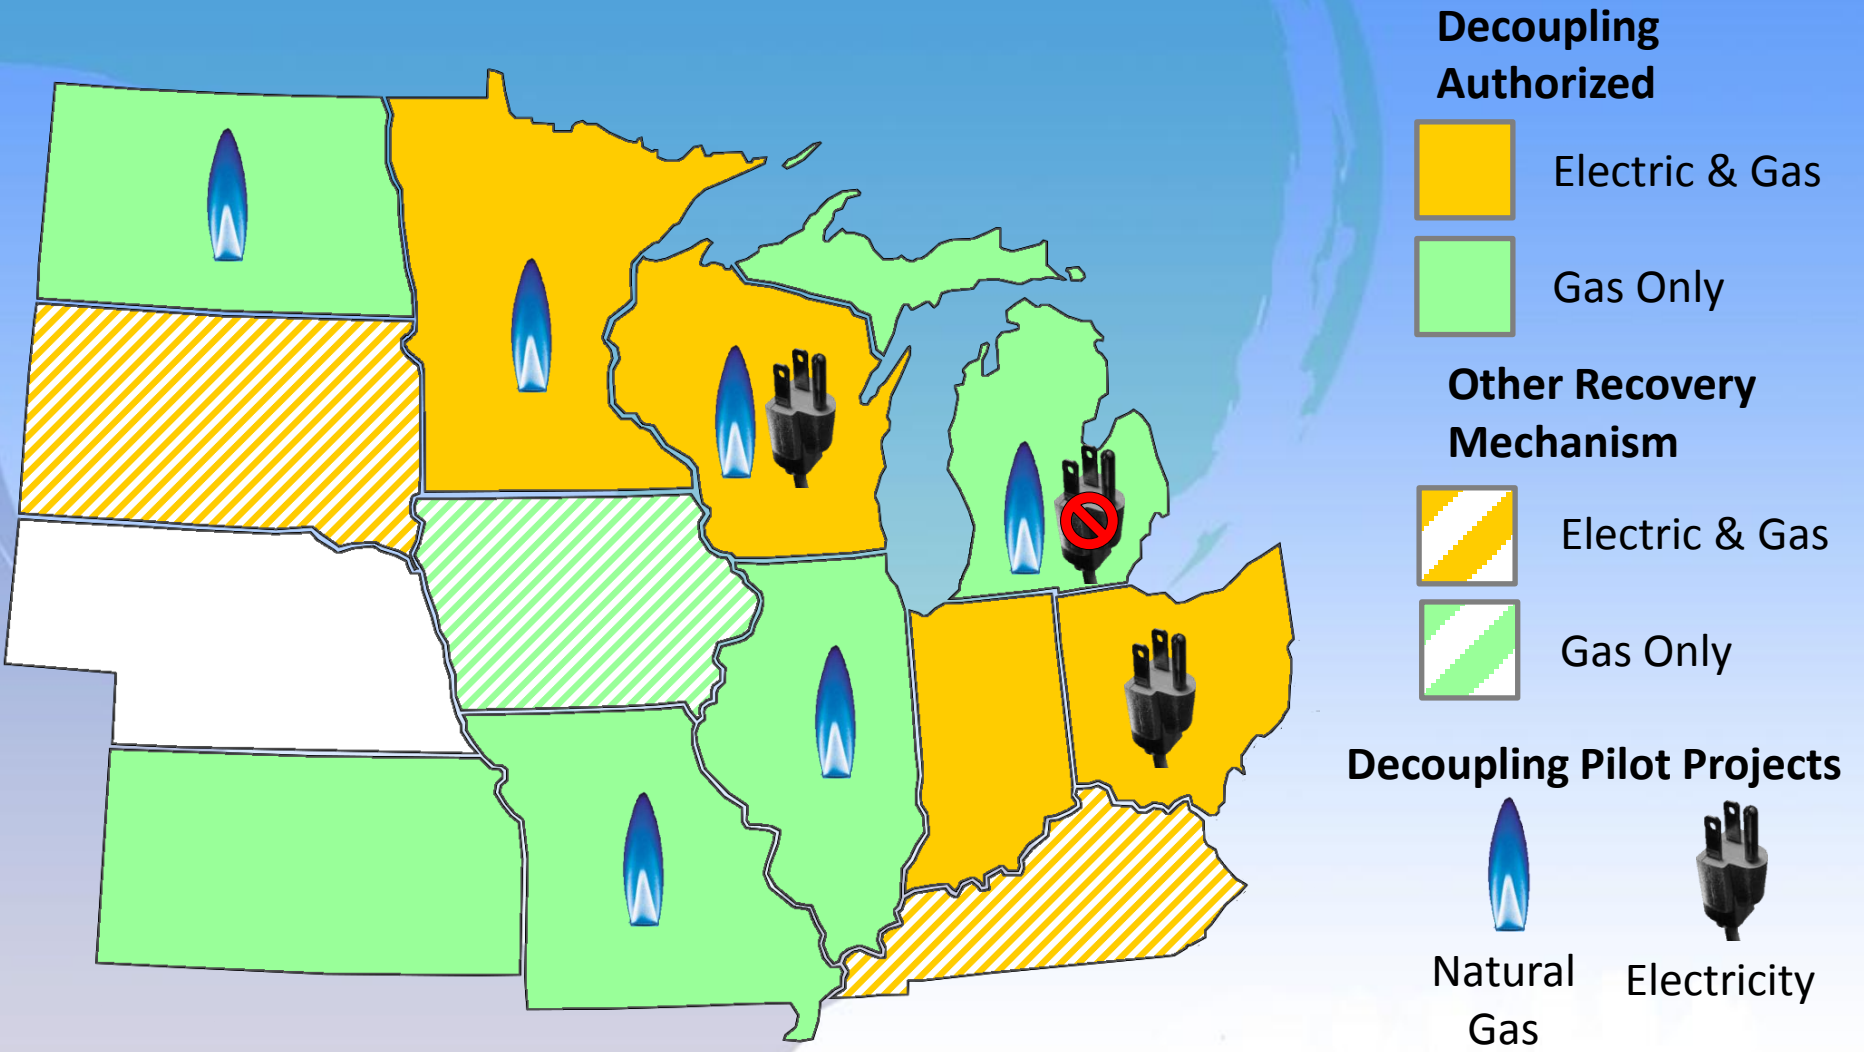 Decoupling
Authorized
Electric & Gas
Gas Only
Other Recovery
Mechanism
Electric & Gas
Gas Only
Decoupling Pilot Projects
Natural
Gas
Electricity